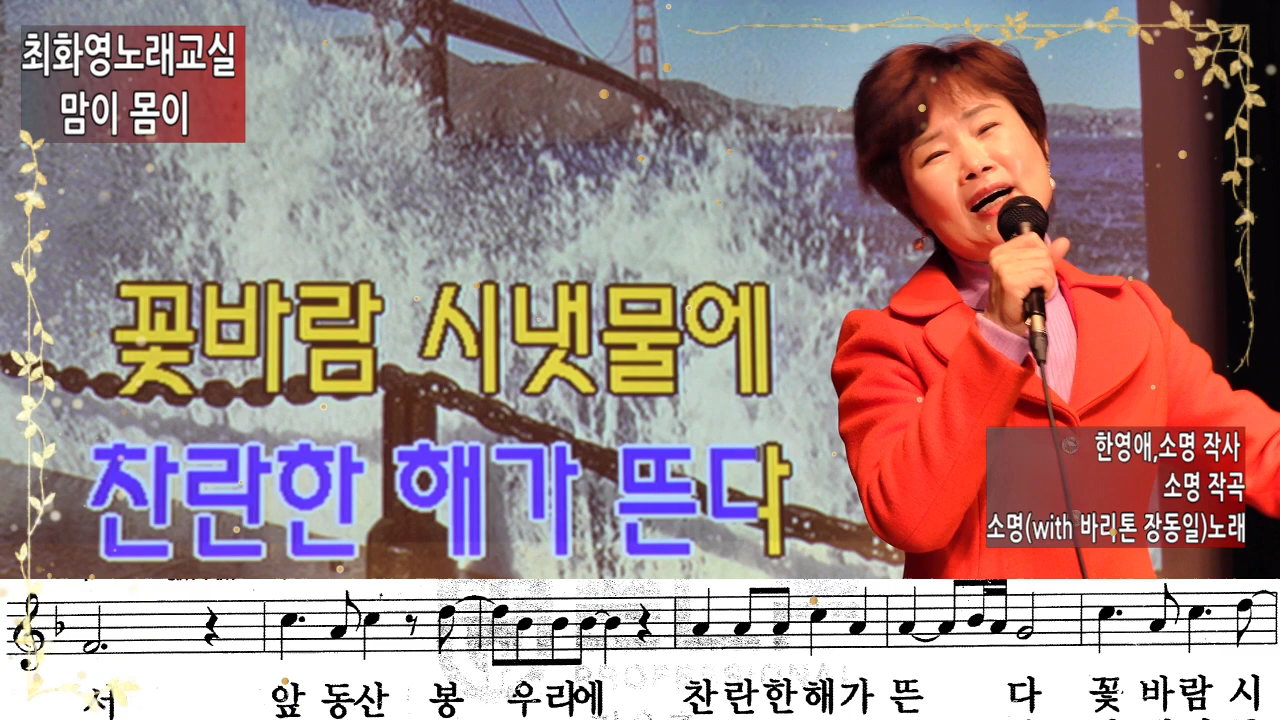 최화영노래교실
맘이 몸이
꽃바람 시냇물에
찬란한 해가 뜬다
한영애,소명 작사
소명 작곡
소명(with 바리톤 장동일)노래
PROFESSIONAL
서 앞 동산 봉 우리에 찬란한해가 뜬 다 꽃 바람 시